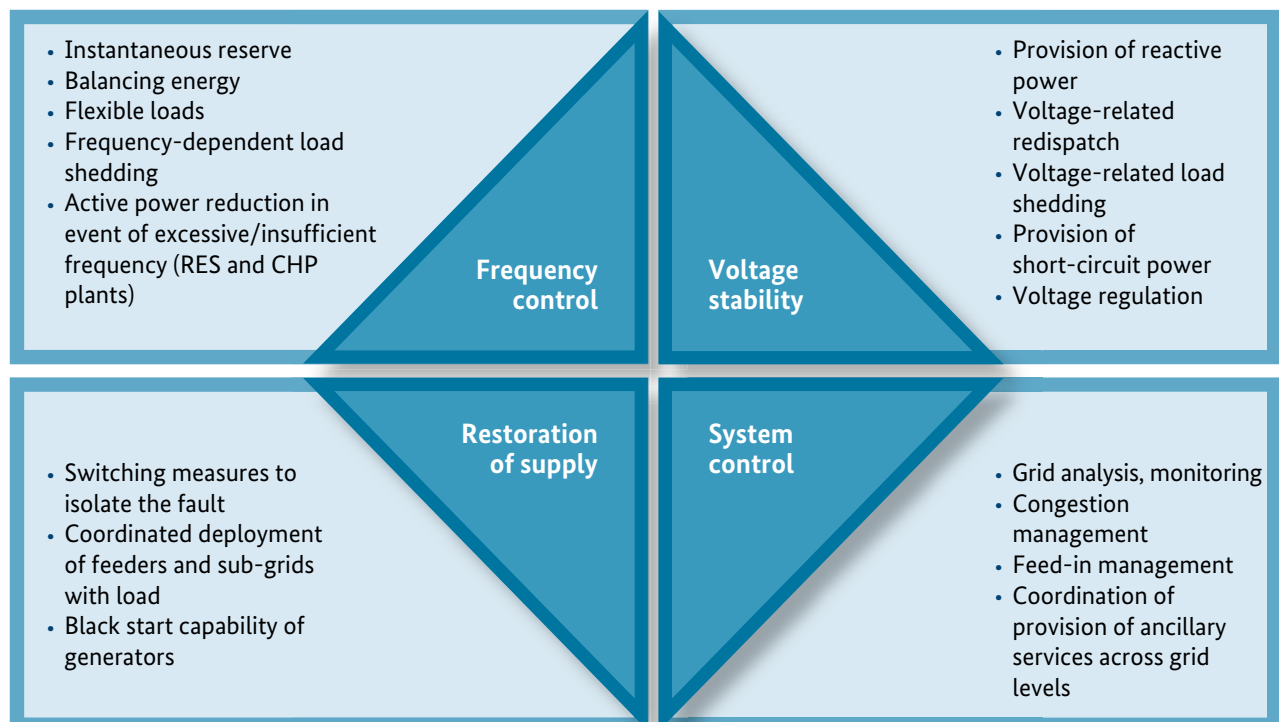 • Instantaneous reserve
• Balancing energy
• Flexible loads
• Frequency-dependent load
shedding
• Active power reduction in
event of excessive/insufficient
frequency (RES and CHP
plants)
Frequency
control
Voltage
stability
• Provision of reactive
power
• Voltage-related
redispatch
• Voltage-related load
shedding
• Provision of
short-circuit power
• Voltage regulation
Restoration
of supply
• Switching measures to
isolate the fault
• Coordinated deployment
of feeders and sub-grids
with load
• Black start capability of
generators
System
control
• Grid analysis, monitoring
• Congestion
management
• Feed-in management
• Coordination of
provision of ancillary
services across grid
levels